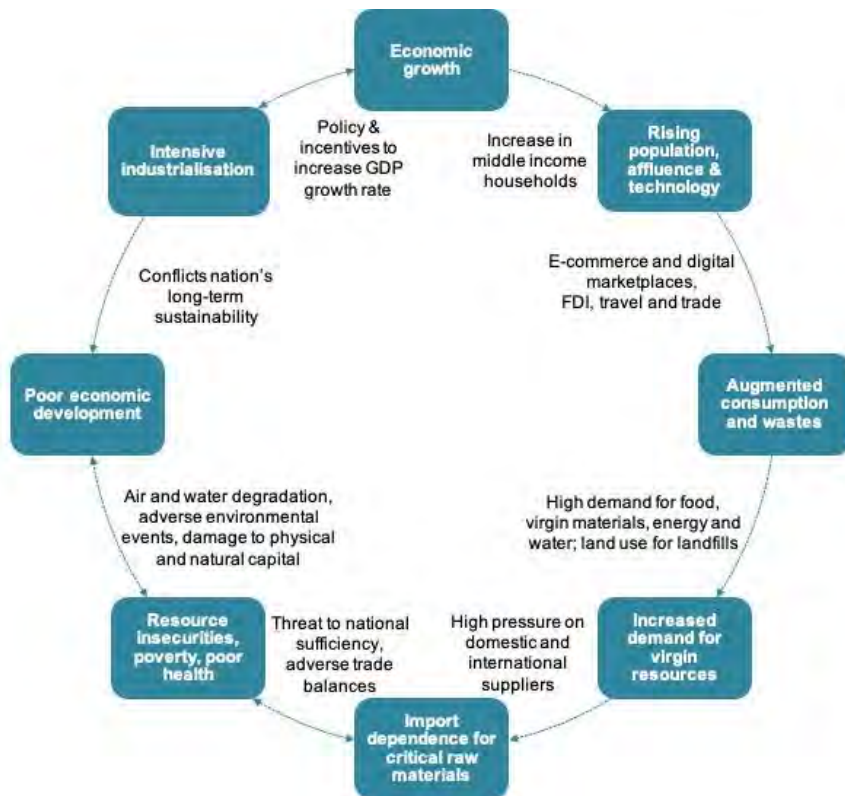 Economic
growth
Policy &
incentives to
increase GDP
growth rate
Increase in
middle income
households
Rising
population,
affluence &
technology
Intensive
industrialisation
E-commerce and digital
marketplaces,
FDI, travel and trade
Conflicts nation's
long-term
sustainability
Augmented
consumption
and wastes
Poor economic
development
High demand for food,
virgin materials, energy and
water; land use for landfills
Air and water degradation,
adverse environmental
events, damage to physical
and natural capital
Increased
demand for
virgin
resources
High pressure on
domestic and
international
suppliers
Threat to national
sufficiency,
adverse trade
balances
Resource
insecurities,
poverty, poor
health
Import
dependence for
critical raw
materials